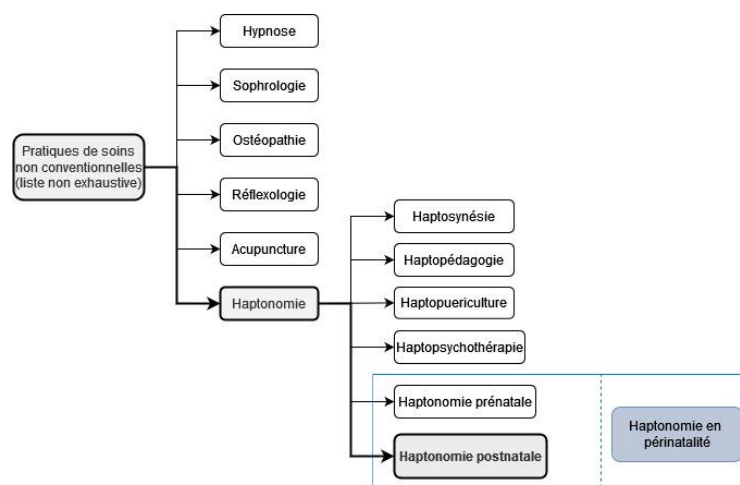 Hypnose
Sophrologie
Ostéopathie
Pratiques de soins
non conventionnelles
(liste non exhaustive)
Réflexologie
Acupuncture
Haptonomie
Haptosynésie
Haptopédagogie
Haptopuericulture
Haptopsychothérapie
Haptonomie prénatale
Haptonomie postnatale
Haptonomie en
périnatalité